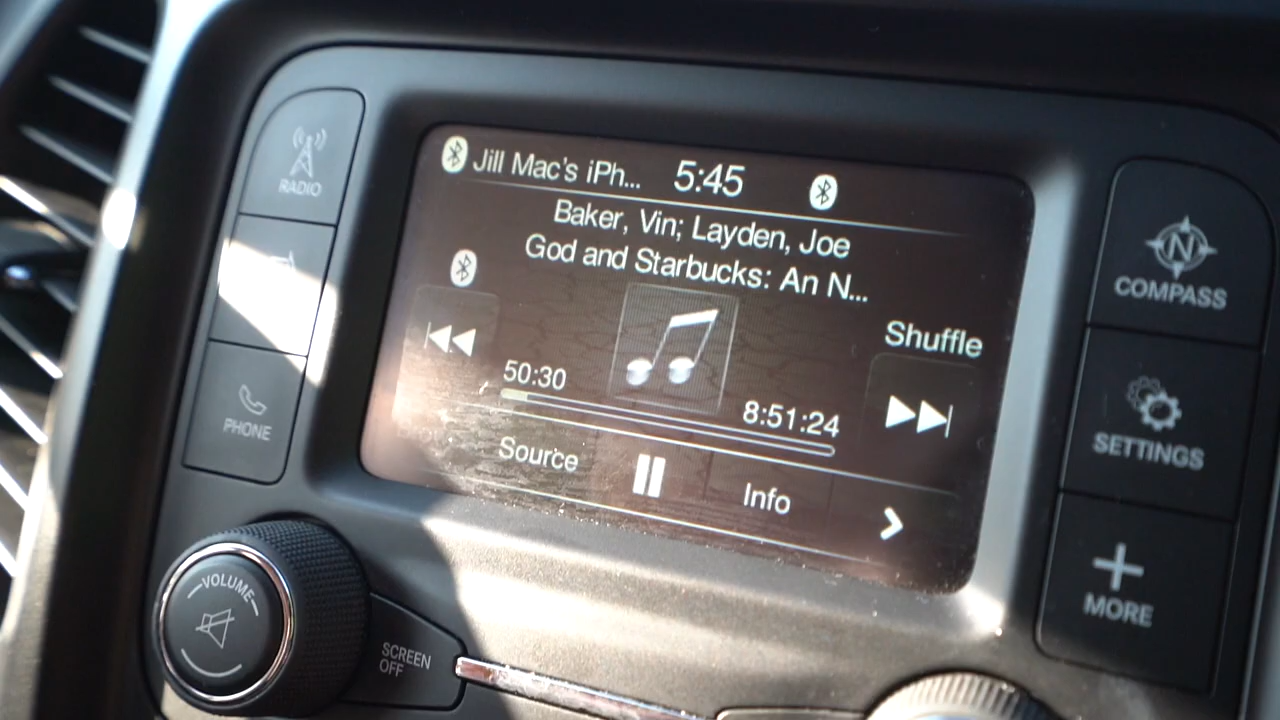 RADIO
PHONE
VOLUME
SCREEN
OFF
Jill Mac's iPh... 5:45
Baker, Vin; Layden, Joe
God and Starbucks: An N...
Shuffle
50:30
8:51:24
Source
Info
N
COMPASS
SETTINGS
MORE